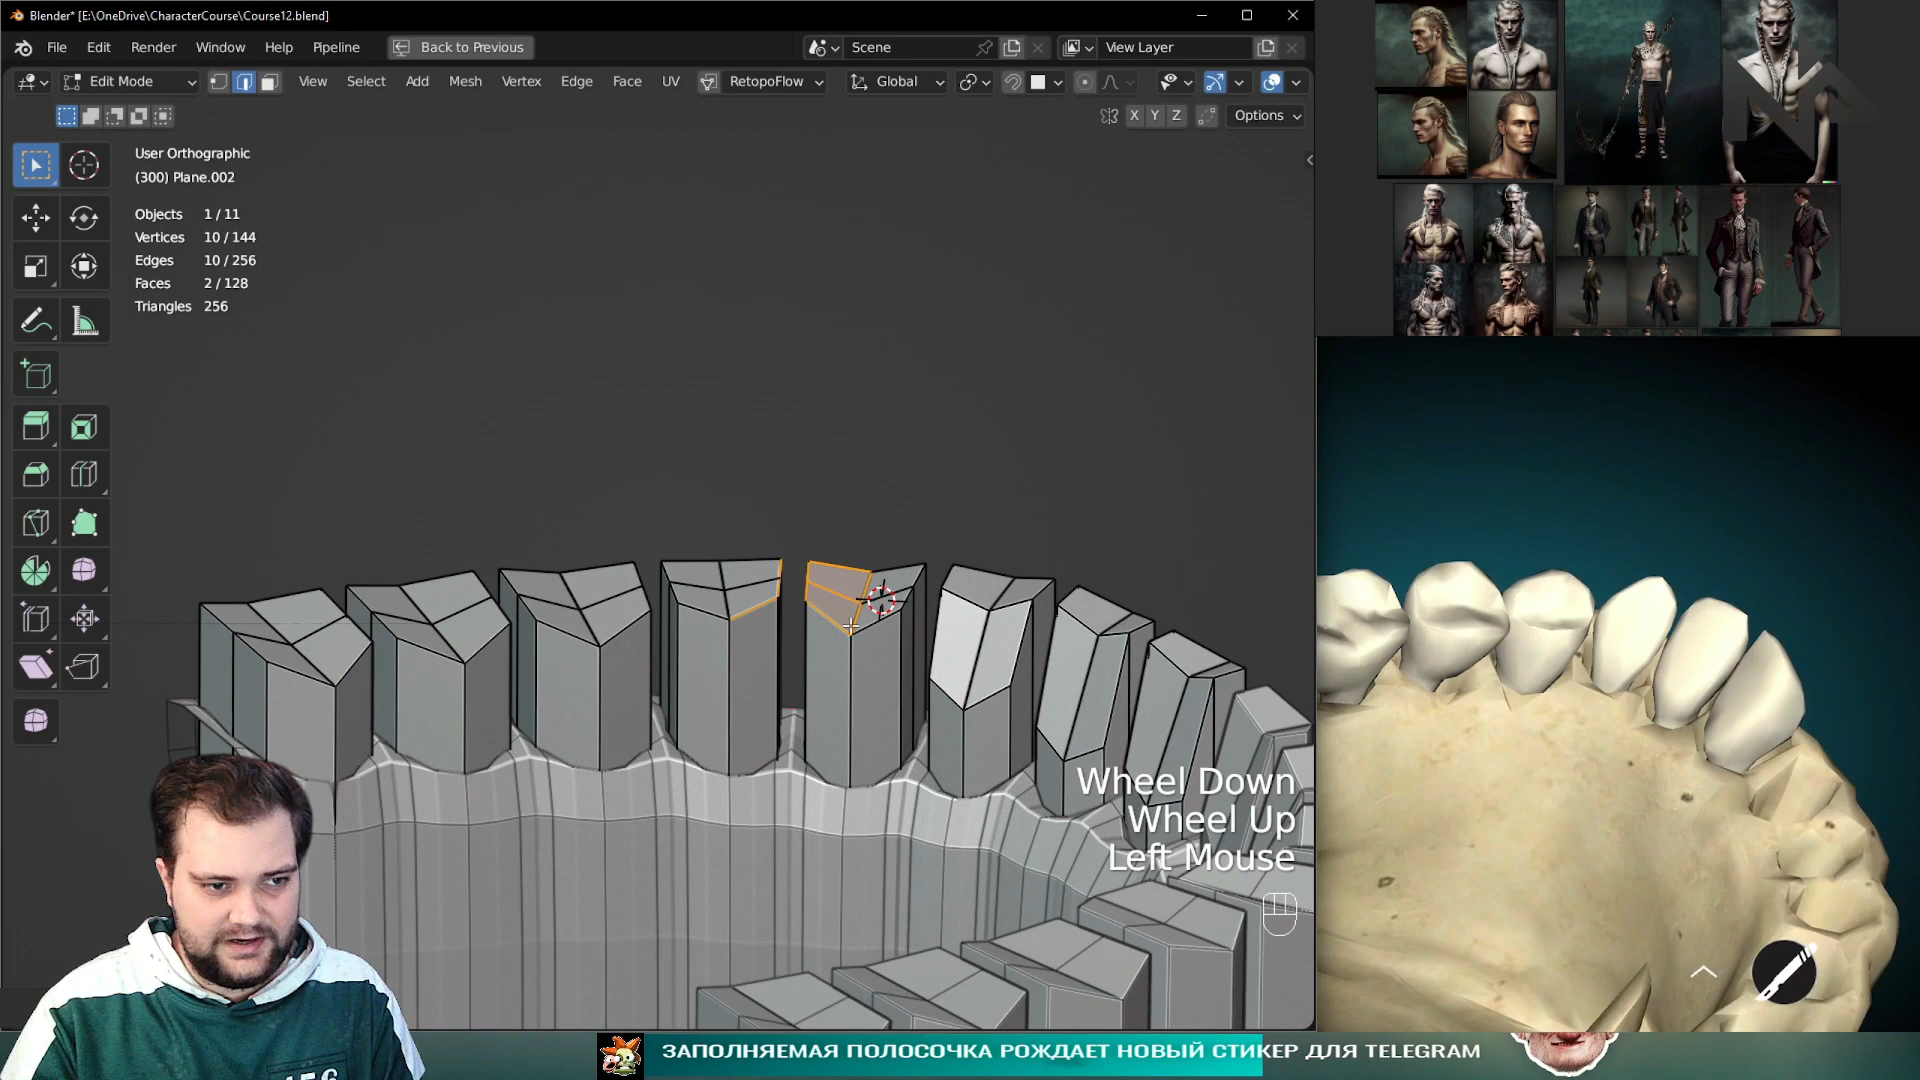 Blender* [E:\OneDrive\CharacterCourse\Course12.blend]
File Edit Render Window Help Pipeline Back to Previous Scene View Layer
Edit Mode View Select Add Mesh Vertex Edge Face UV RetopoFlow Global
X Y Z Options
User Orthographic
(300) Plane.002
Objects 1 / 11
Vertices 10 / 144
Edges 10 / 256
Faces 2 / 128
Triangles 256
Wheel Down
Wheel Up
Left Mouse
ЗАПОЛНЯЕМАЯ ПОЛОСОЧКА РОЖДАЕТ НОВЫЙ СТИКЕР ДЛЯ TELEGRAM